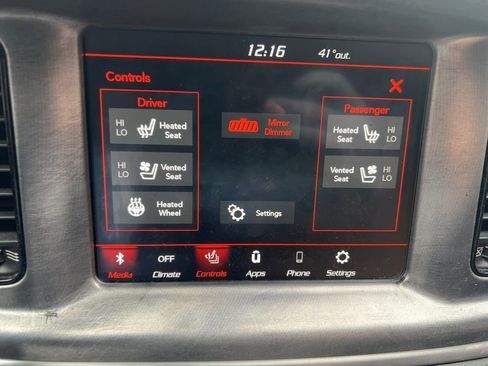 12:16 41°out.
Controls
Driver
Passenger
HI
LO
Heated
Seat
Mirror
Dimmer
Heated
Seat
HI
LO
HI
LO
Vented
Seat
Vented
Seat
HI
LO
Heated
Wheel
Settings
OFF
Media Climate Controls Apps Phone Settings